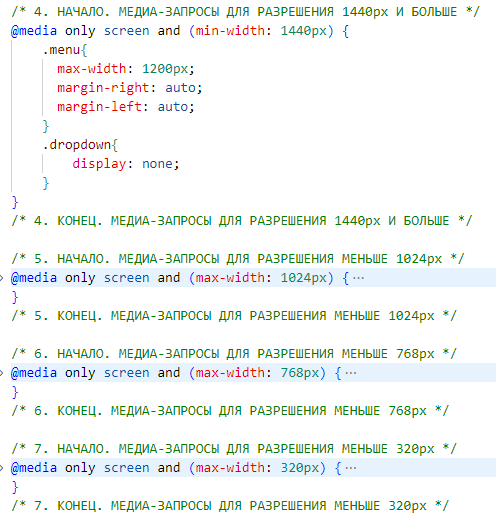 /* 4. НАЧАЛО. МЕДИА-ЗАПРОСЫ ДЛЯ РАЗРЕШЕНИЯ 1440px И БОЛЬШЕ */
@media only screen and (min-width: 1440px) {
    .menu{
      max-width: 1200px;
      margin-right: auto;
      margin-left: auto;
    }
    .dropdown{
        display: none;
    }
}
/* 4. КОНЕЦ. МЕДИА-ЗАПРОСЫ ДЛЯ РАЗРЕШЕНИЯ 1440px И БОЛЬШЕ */

/* 5. НАЧАЛО. МЕДИА-ЗАПРОСЫ ДЛЯ РАЗРЕШЕНИЯ МЕНЬШЕ 1024px */
@media only screen and (max-width: 1024px) {⋯
}
/* 5. КОНЕЦ. МЕДИА-ЗАПРОСЫ ДЛЯ РАЗРЕШЕНИЯ МЕНЬШЕ 1024px */

/* 6. НАЧАЛО. МЕДИА-ЗАПРОСЫ ДЛЯ РАЗРЕШЕНИЯ МЕНЬШЕ 768px */
@media only screen and (max-width: 768px) {⋯
}
/* 6. КОНЕЦ. МЕДИА-ЗАПРОСЫ ДЛЯ РАЗРЕШЕНИЯ МЕНЬШЕ 768px */

/* 7. НАЧАЛО. МЕДИА-ЗАПРОСЫ ДЛЯ РАЗРЕШЕНИЯ МЕНЬШЕ 320px */
@media only screen and (max-width: 320px) {⋯
}
/* 7. КОНЕЦ. МЕДИА-ЗАПРОСЫ ДЛЯ РАЗРЕШЕНИЯ МЕНЬШЕ 320px */